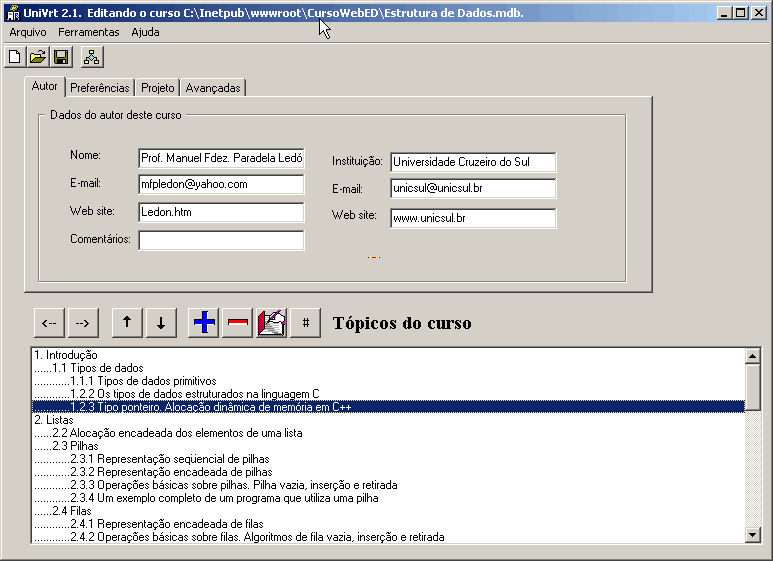 UniVrt 2.1. Editando o curso C:\Inetpub\wwwroot\CursoWebED\Estrutura de Dados.mdb.
Arquivo Ferramentas Ajuda
Autor Preferências Projeto Avançadas
Dados do autor deste curso
Nome: Prof. Manuel Fdez. Paradela Ledó
Instituição: Universidade Cruzeiro do Sul
E-mail: mfpledon@yahoo.com
E-mail: unicsul@unicsul.br
Web site: Ledon.htm
Web site: www.unicsul.br
Comentários:
<-- --> # Tópicos do curso
1. Introdução
......1.1 Tipos de dados
............1.1.1 Tipos de dados primitivos
............1.2.2 Os tipos de dados estruturados na linguagem C
............1.2.3 Tipo ponteiro. Alocação dinâmica de memória em C++
2. Listas
......2.2 Alocação encadeada dos elementos de uma lista
......2.3 Pilhas
............2.3.1 Representação seqüencial de pilhas
............2.3.2 Representação encadeada de pilhas
............2.3.3 Operações básicas sobre pilhas. Pilha vazia, inserção e retirada
............2.3.4 Um exemplo completo de um programa que utiliza uma pilha
......2.4 Filas
............2.4.1 Representação encadeada de filas
............2.4.2 Operações básicas sobre filas. Algoritmos de fila vazia, inserção e retirada